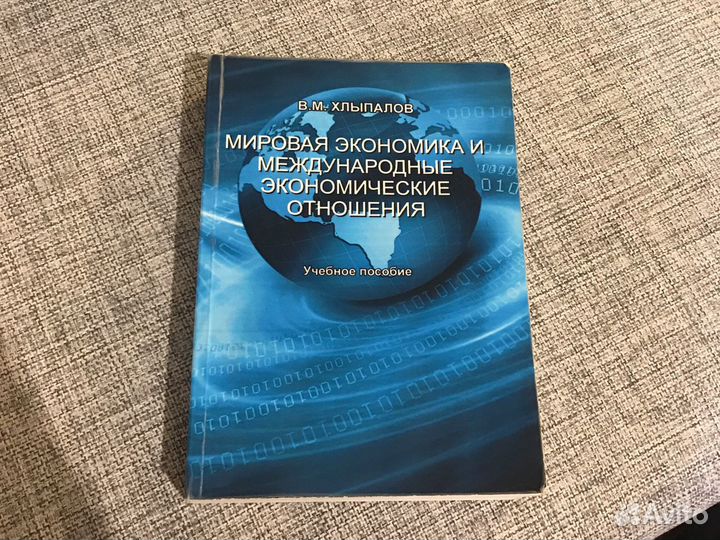 В.М. ХЛЫПАЛОВ
МИРОВАЯ ЭКОНОМИКА И
МЕЖДУНАРОДНЫЕ
ЭКОНОМИЧЕСКИЕ
ОТНОШЕНИЯ
Учебное пособие
Avito